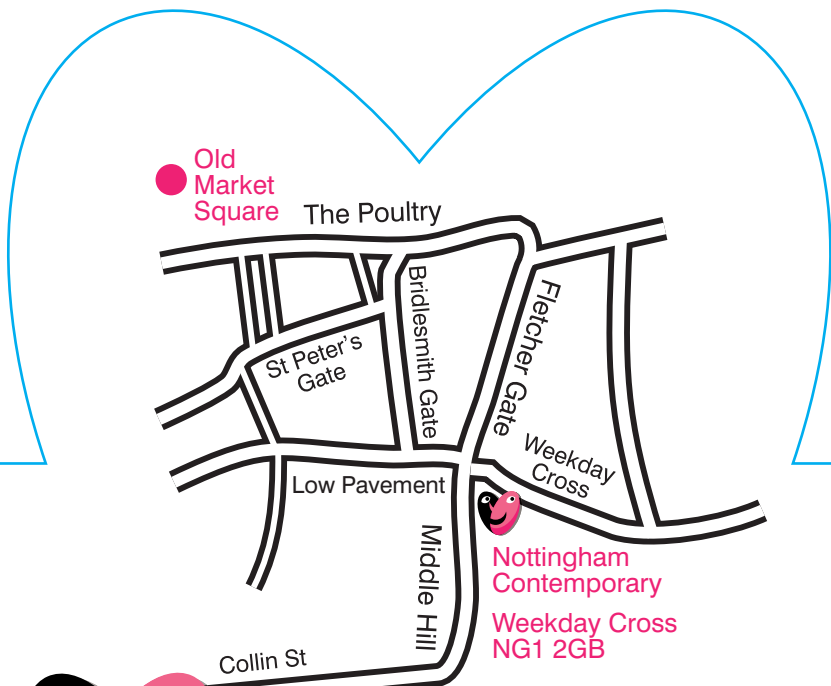 Old
Market
Square
The Poultry
Bridlesmith Gate
Fletcher Gate
St Peter's
Gate
Weekday
Cross
Low Pavement
Middle Hill
Nottingham
Contemporary
Weekday Cross
NG1 2GB
Collin St